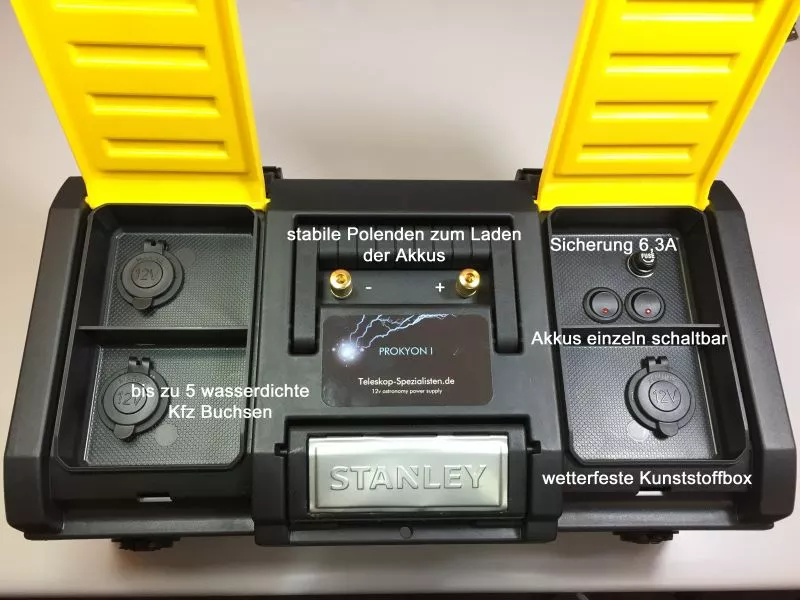 stabile Polenden zum Laden
der Akkus
- +
Sicherung 6,3A
FUSE
12V
Akkus einzeln schaltbar
PROKYON I
Teleskop-Spezialisten.de
12v astronomy power supply
bis zu 5 wasserdichte
Kfz Buchsen
12V
12V
STANLEY
wetterfeste Kunststoffbox